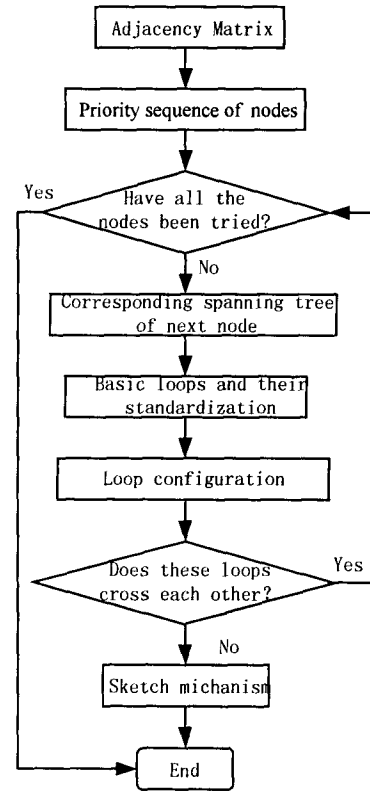 Adjacency Matrix
Priority sequence of nodes
Yes
Have all the
nodes been tried?
No
Corresponding spanning tree
of next node
Basic loops and their
standardization
Loop configuration
Does these loops
cross each other?
Yes
No
Sketch michanism
End